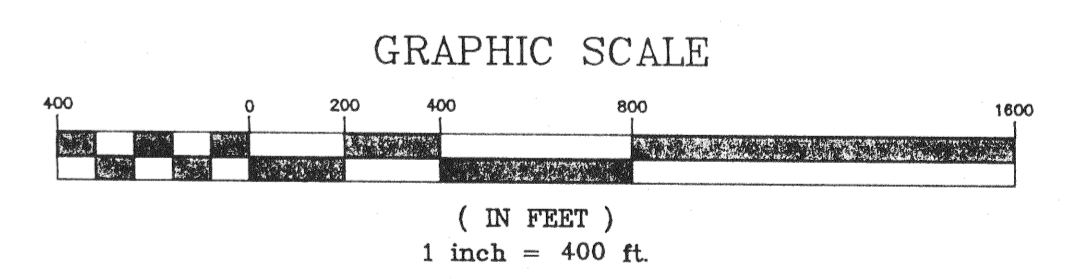 GRAPHIC SCALE
400 0 200 400 800 1600
( IN FEET )
1 inch = 400 ft.